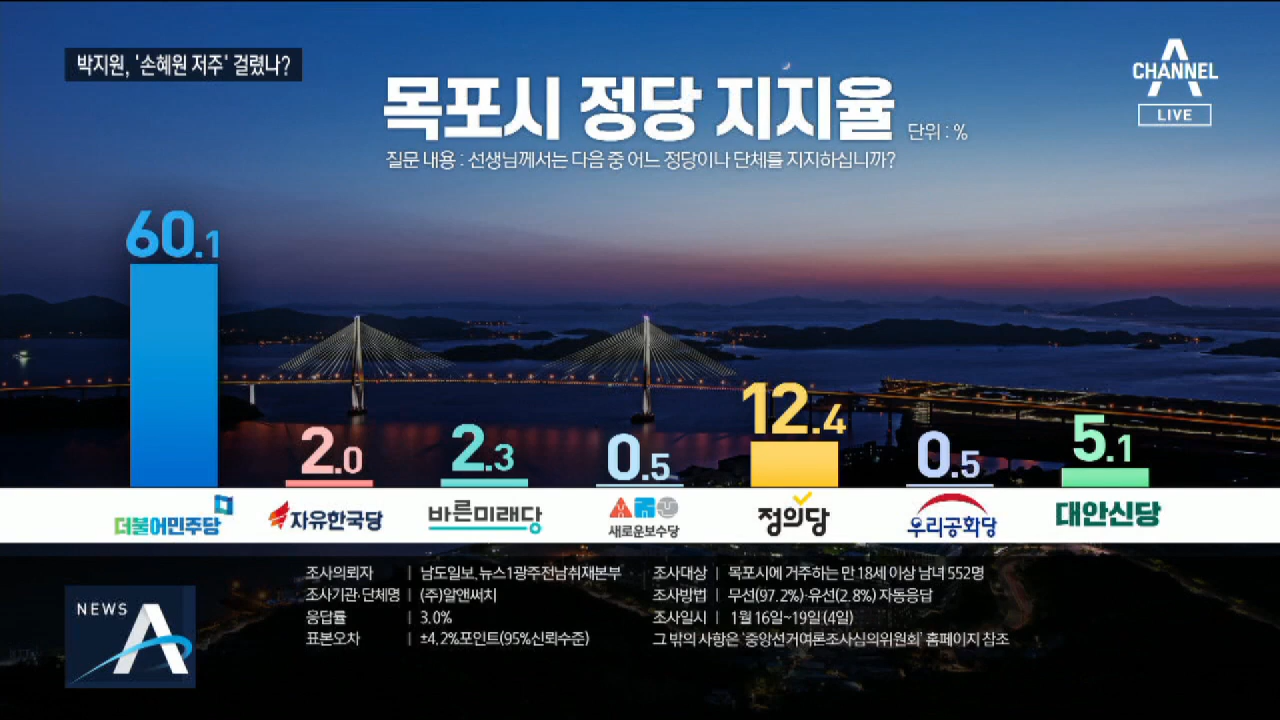 박지원, '손혜원 저주' 걸렸나?
CHANNEL A
LIVE
목포시 정당 지지율 단위 : %
질문 내용 : 선생님께서는 다음 중 어느 정당이나 단체를 지지하십니까?
60.1
2.0
2.3
0.5
12.4
0.5
5.1
더불어민주당
자유한국당
바른미래당
새로운보수당
정의당
우리공화당
대안신당
조사의뢰자 | 남도일보, 뉴스1광주전남취재본부
조사기관·단체명 | (주)알앤써치
응답률 | 3.0%
표본오차 | ±4.2%포인트(95%신뢰수준)
조사대상 | 목포시에 거주하는 만 18세 이상 남녀 552명
조사방법 | 무선(97.2%)·유선(2.8%) 자동응답
조사일시 | 1월 16일~19일(4일)
그 밖의 사항은 '중앙선거여론조사심의위원회' 홈페이지 참조
NEWS A